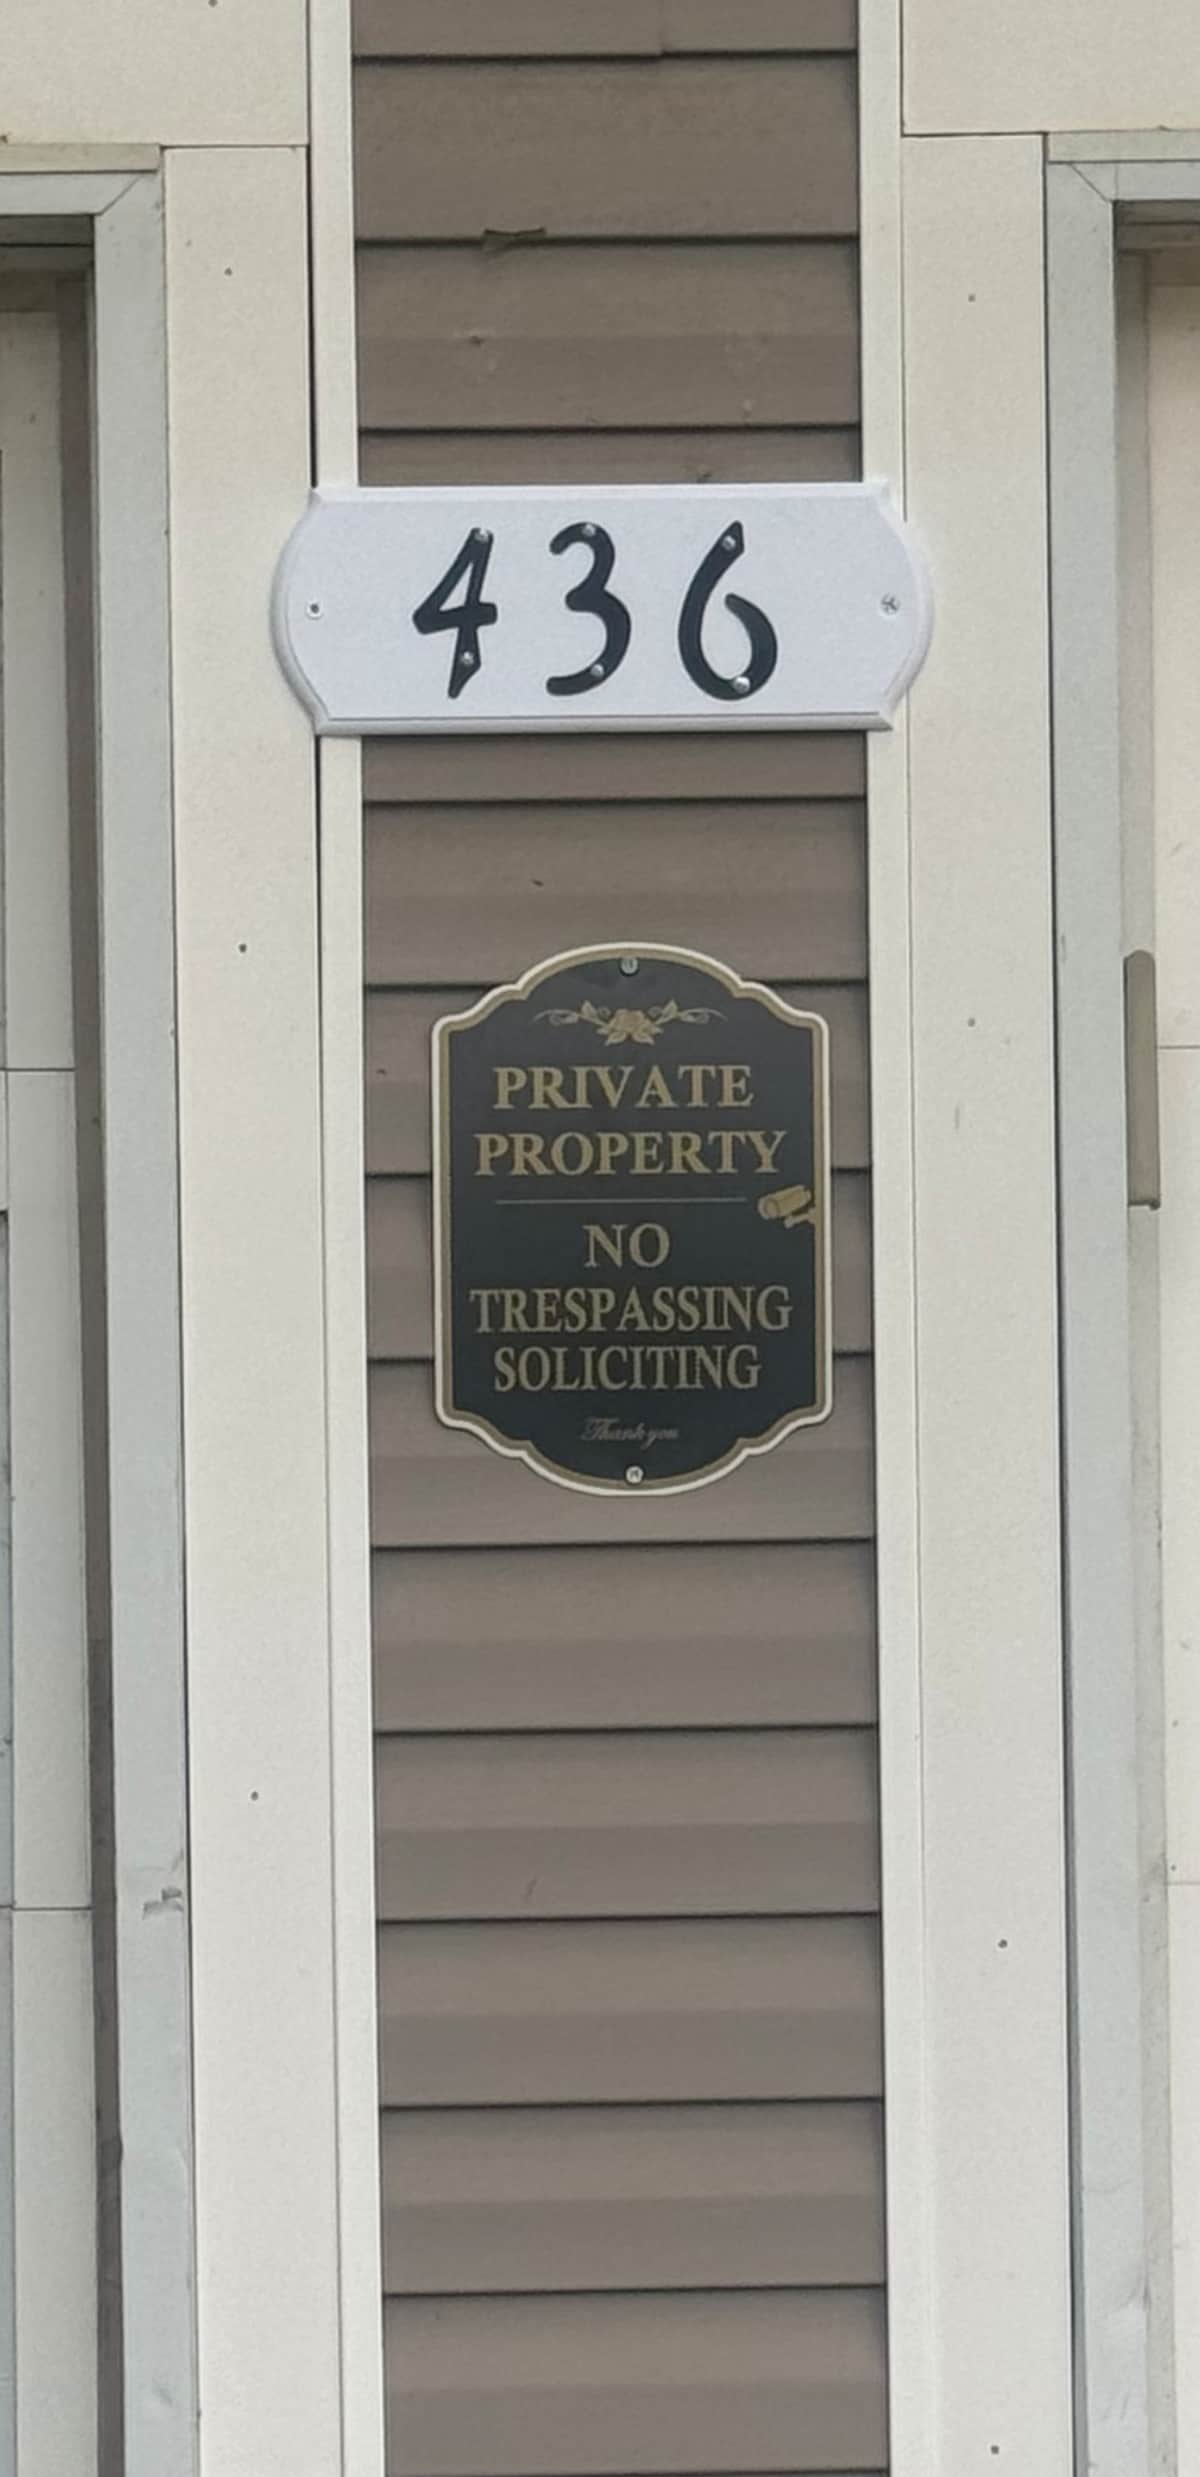 436
PRIVATE
PROPERTY
NO
TRESPASSING
SOLICITING
Thank you